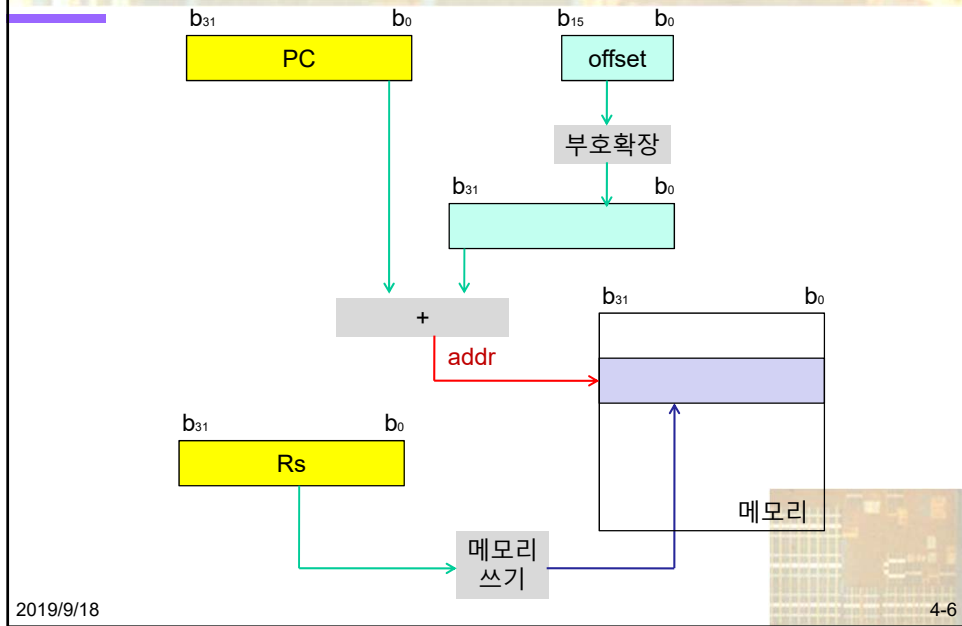 b31 b0 b15 b0
PC offset
부호확장
b31 b0
+
b31 b0
addr
b31 b0
Rs
메모리
메모리
쓰기
2019/9/18 4-6